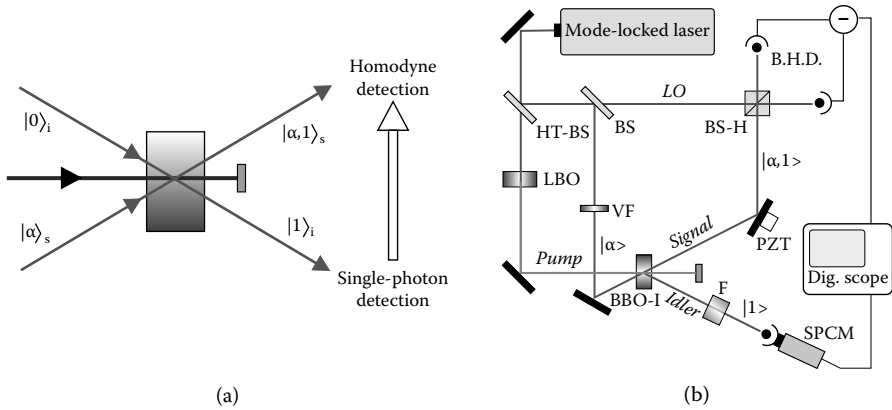 |0⟩i
|α⟩s
|α,1⟩s
|1⟩i
Homodyne
detection
Single-photon
detection
(a)
Mode-locked laser
B.H.D.
−
LO
HT-BS
BS
BS-H
LBO
|α,1>
VF
|α>
Signal
PZT
Pump
Dig. scope
BBO-I
Idler
F
|1>
SPCM
(b)